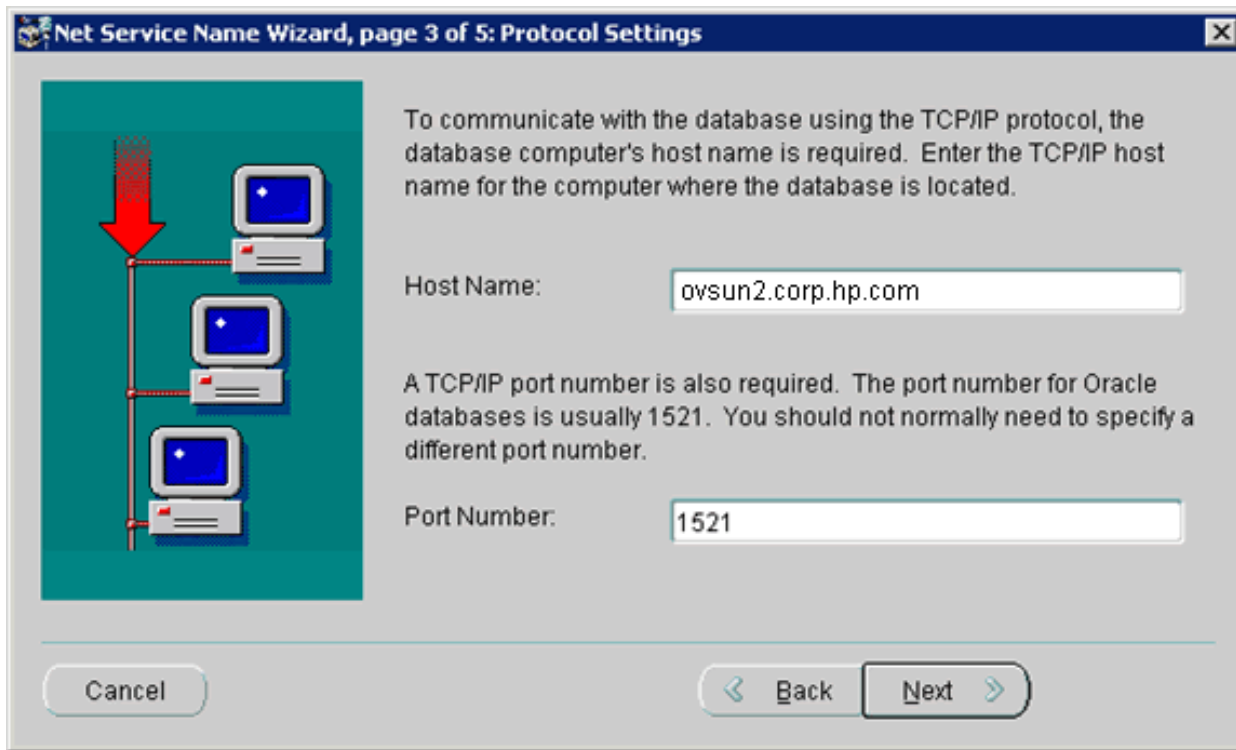 Net Service Name Wizard, page 3 of 5: Protocol Settings
To communicate with the database using the TCP/IP protocol, the
database computer's host name is required. Enter the TCP/IP host
name for the computer where the database is located.
Host Name:
ovsun2.corp.hp.com
A TCP/IP port number is also required. The port number for Oracle
databases is usually 1521. You should not normally need to specify a
different port number.
Port Number:
1521
Cancel
Back
Next